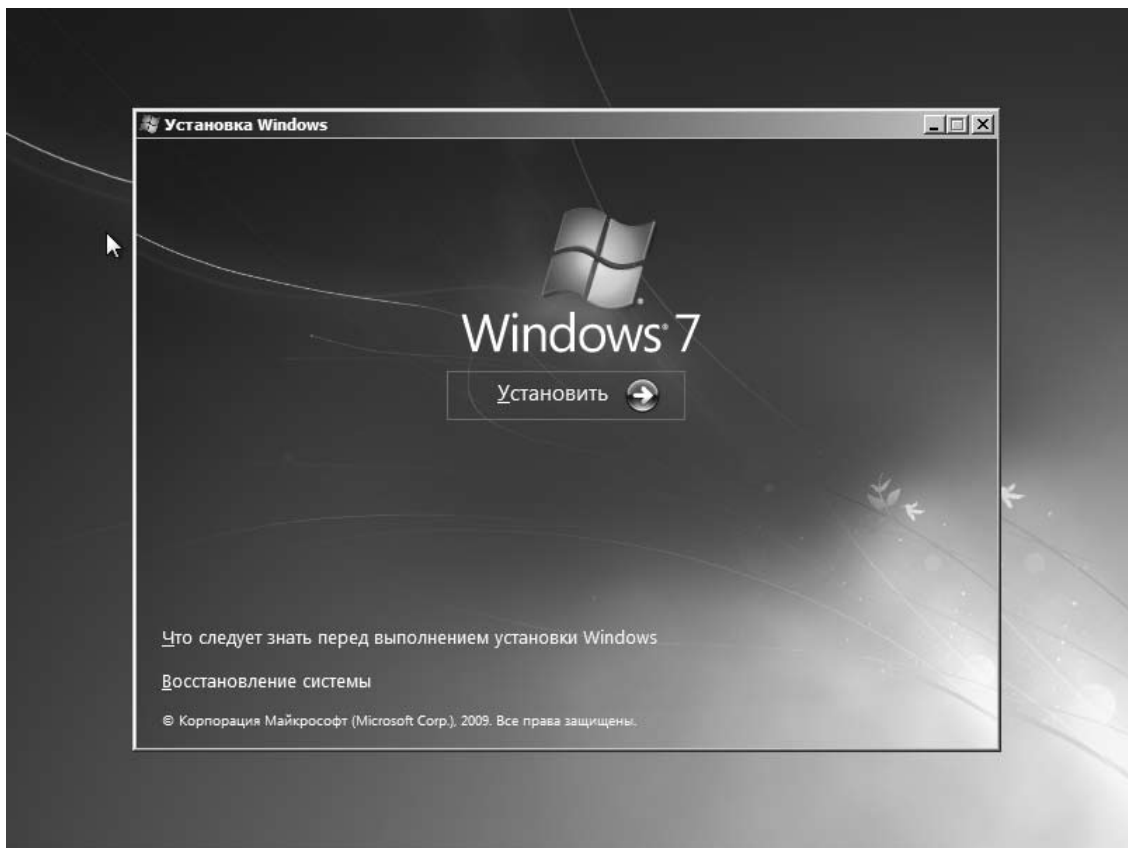 Установка Windows
Windows® 7
Установить
Что следует знать перед выполнением установки Windows
Восстановление системы
© Корпорация Майкрософт (Microsoft Corp.), 2009. Все права защищены.